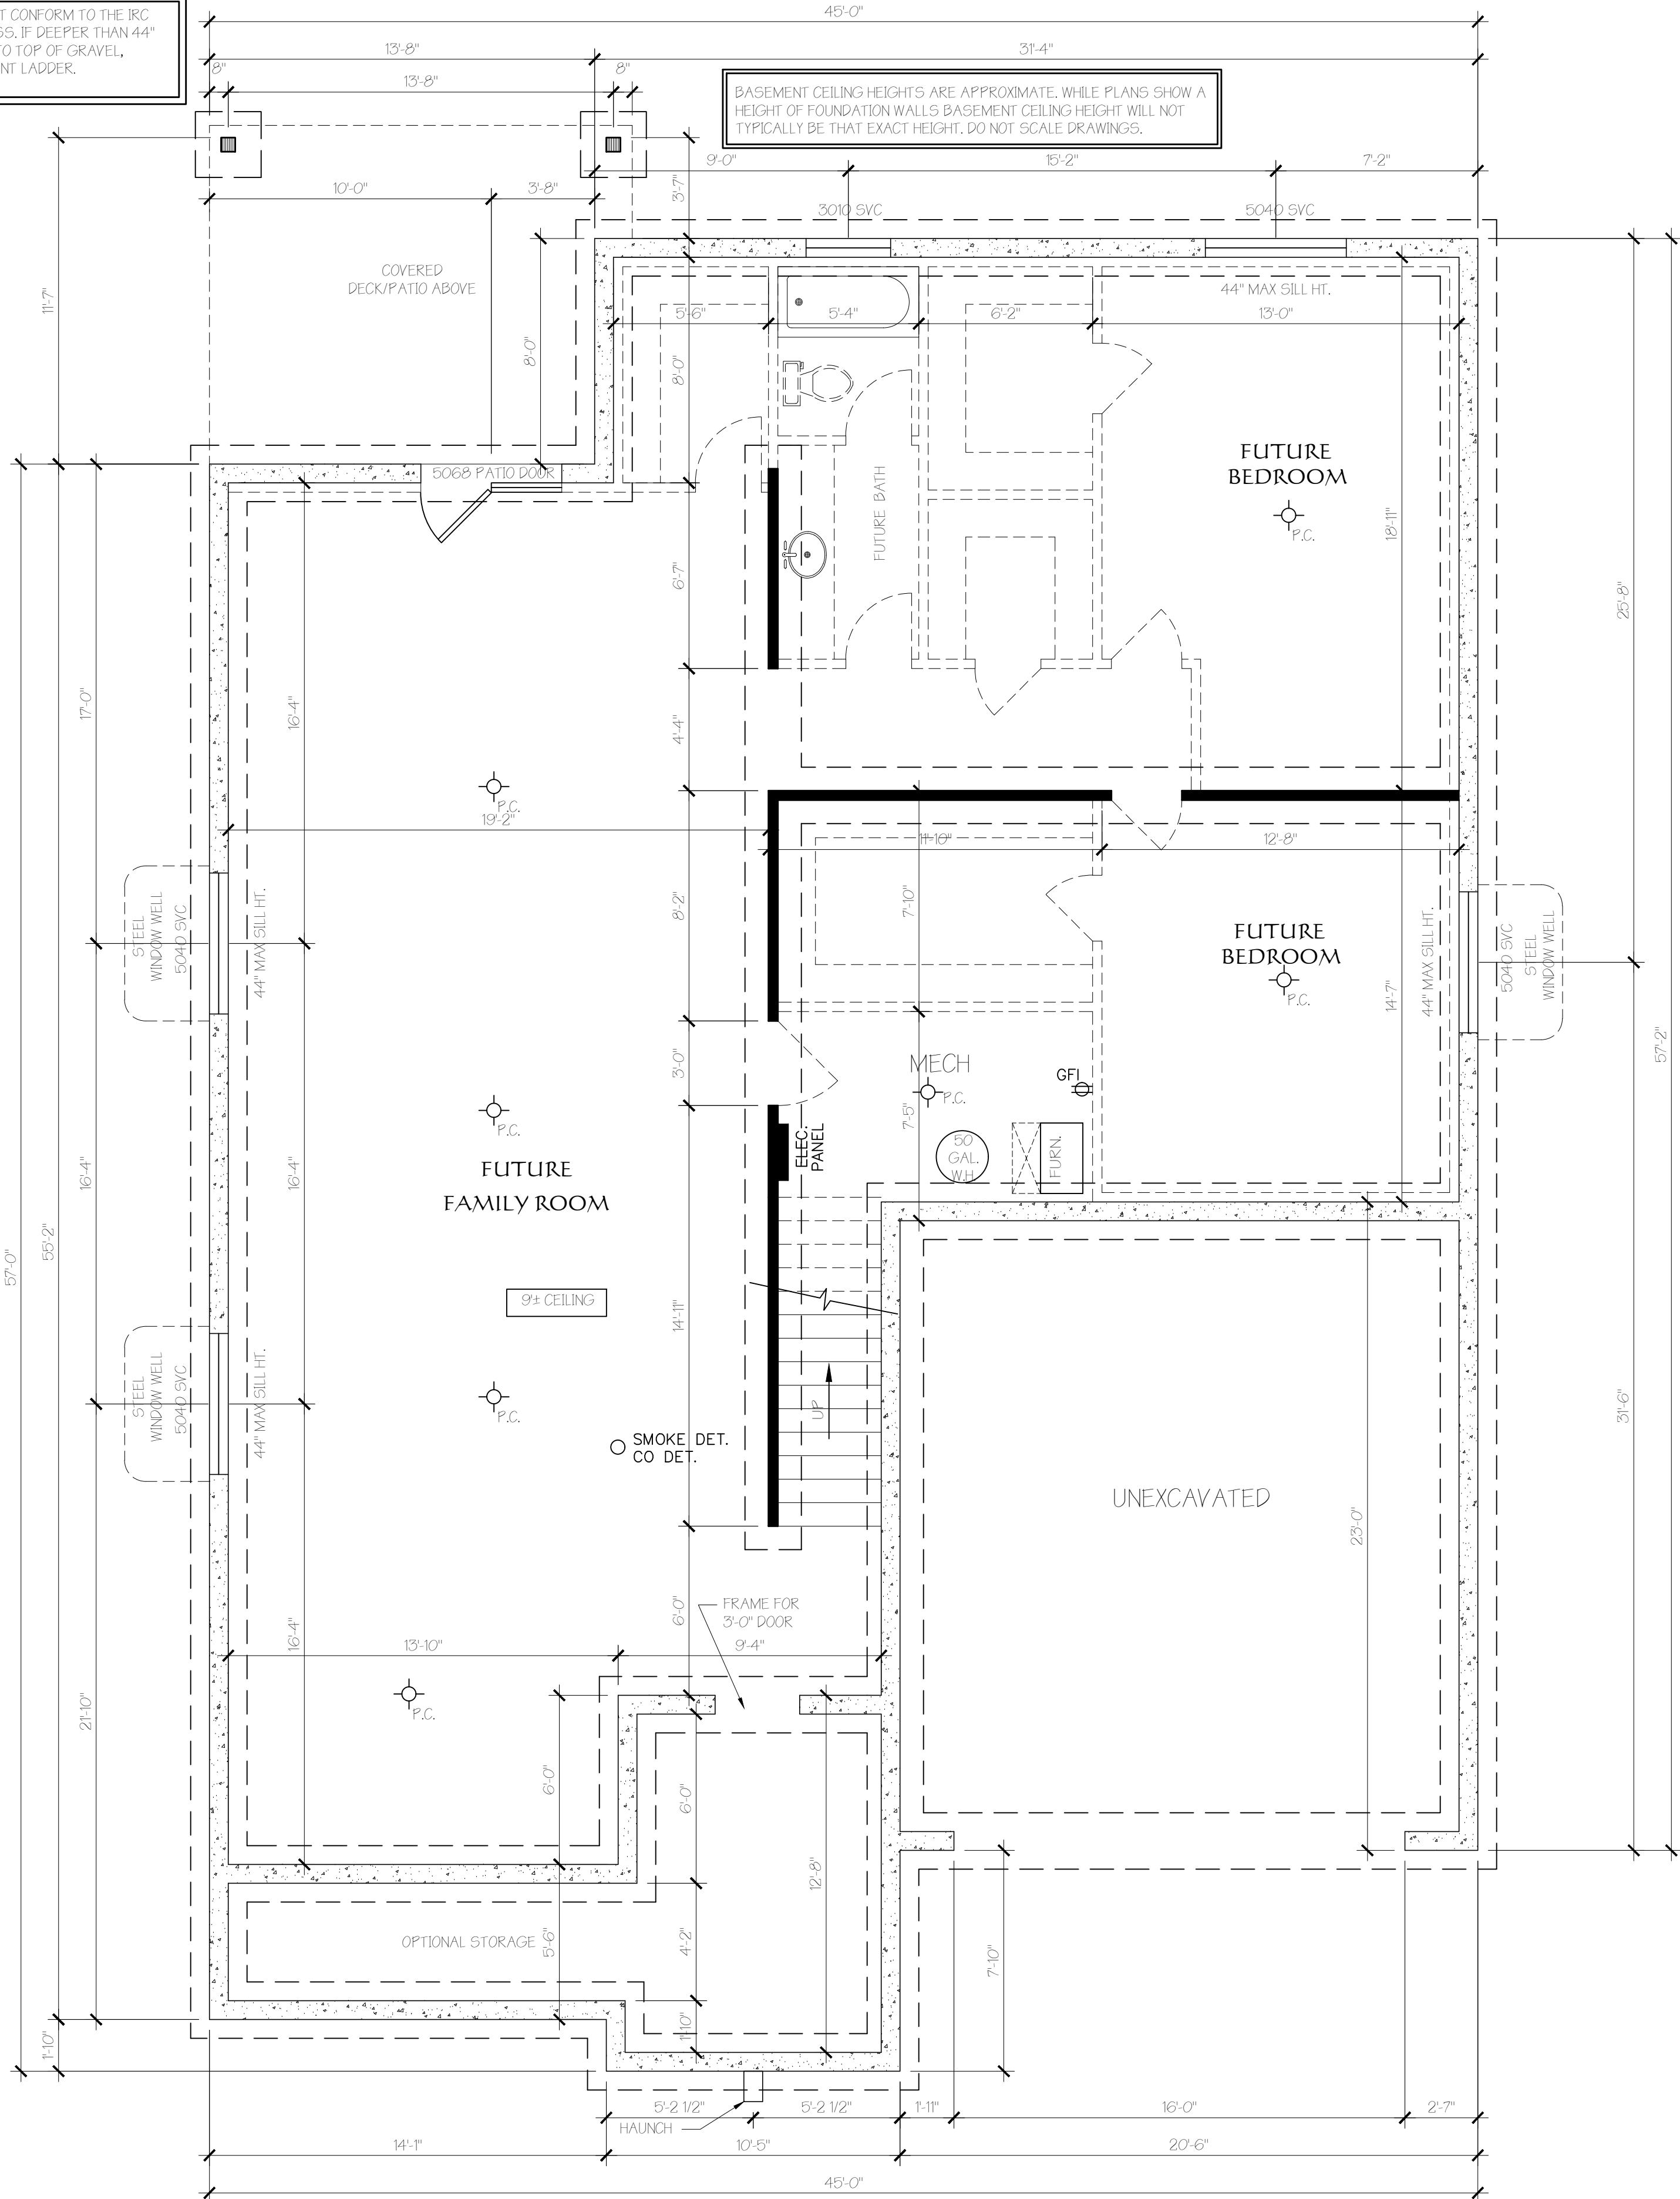 T CONFORM TO THE IRC
SS. IF DEEPER THAN 44"
TO TOP OF GRAVEL,
NT LADDER.
45'-0"
13'-8"
31'-4"
8"
13'-8"
8"
BASEMENT CEILING HEIGHTS ARE APPROXIMATE. WHILE PLANS SHOW A
HEIGHT OF FOUNDATION WALLS BASEMENT CEILING HEIGHT WILL NOT
TYPICALLY BE THAT EXACT HEIGHT. DO NOT SCALE DRAWINGS.
9'-0"
15'-2"
7'-2"
10'-0"
3'-8"
3'-7"
3010 SVC
5040 SVC
COVERED
DECK/PATIO ABOVE
11'-7"
8'-0"
44" MAX SILL HT.
5'-6"
5'-4"
6'-2"
13'-0"
8'-0"
FUTURE
BEDROOM
P.C.
5068 PATIO DOOR
FUTURE BATH
18'-11"
6'-7"
25'-8"
17'-0"
16'-4"
4'-4"
P.C.
19'-2"
11'-10"
12'-8"
STEEL
WINDOW WELL
5040 SVC
44" MAX SILL HT.
8'-2"
7'-10"
FUTURE
BEDROOM
P.C.
14'-7"
44" MAX SILL HT.
5040 SVC
STEEL
WINDOW WELL
57'-2"
3'-0"
MECH
P.C.
GFI
7'-5"
P.C.
ELEC.
PANEL
50
GAL.
W.H.
FURN.
FUTURE
FAMILY ROOM
16'-4"
16'-4"
55'-2"
57'-0"
9'± CEILING
14'-11"
UP
STEEL
WINDOW WELL
5040 SVC
44" MAX SILL HT.
P.C.
SMOKE DET.
CO DET.
31'-6"
UNEXCAVATED
23'-0"
6'-0"
FRAME FOR
3'-0" DOOR
13'-10"
9'-4"
16'-4"
P.C.
21'-10"
6'-0"
6'-0"
12'-8"
OPTIONAL STORAGE
5'-6"
4'-2"
7'-10"
1'-10"
1'-10"
5'-2 1/2"
5'-2 1/2"
1'-11"
16'-0"
2'-7"
HAUNCH
14'-1"
10'-5"
20'-6"
45'-0"